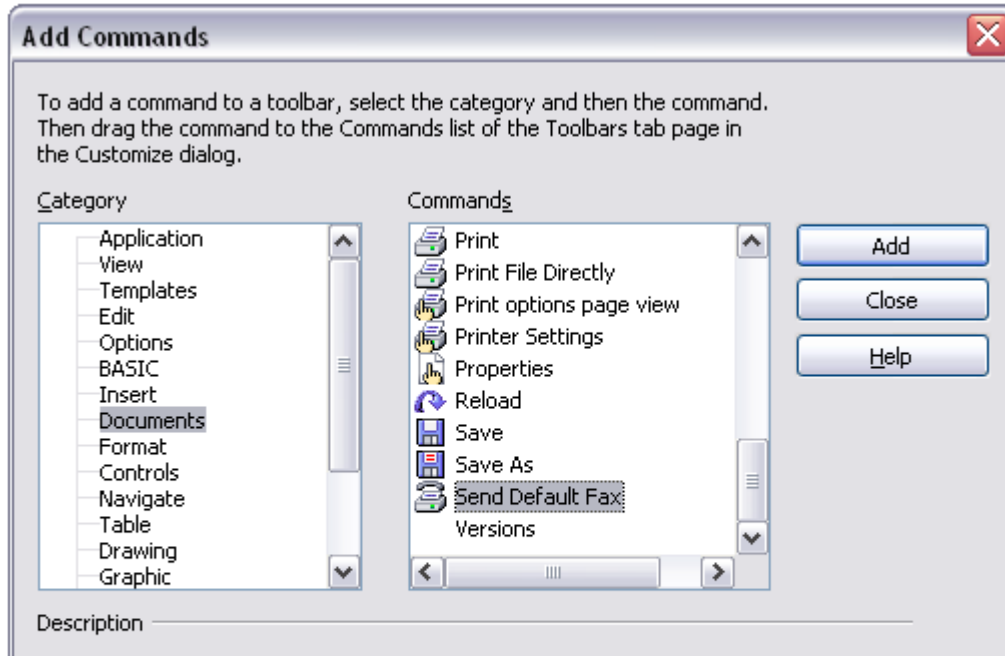 Add Commands
To add a command to a toolbar, select the category and then the command.
Then drag the command to the Commands list of the Toolbars tab page in
the Customize dialog.
Category
Commands
Application
View
Templates
Edit
Options
BASIC
Insert
Documents
Format
Controls
Navigate
Table
Drawing
Graphic
Print
Print File Directly
Print options page view
Printer Settings
Properties
Reload
Save
Save As
Send Default Fax
Versions
Add
Close
Help
Description